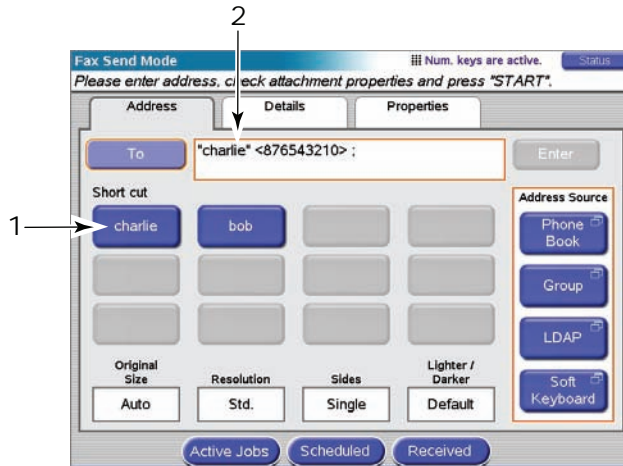 2
Fax Send Mode
Num. keys are active.
Status
Please enter address, check attachment properties and press "START".
Address
Details
Properties
To
"charlie" <876543210> ;
Enter
Short cut
Address Source
1
charlie
bob
Phone Book
Group
LDAP
Soft Keyboard
Original Size
Resolution
Sides
Lighter / Darker
Auto
Std.
Single
Default
Active Jobs
Scheduled
Received